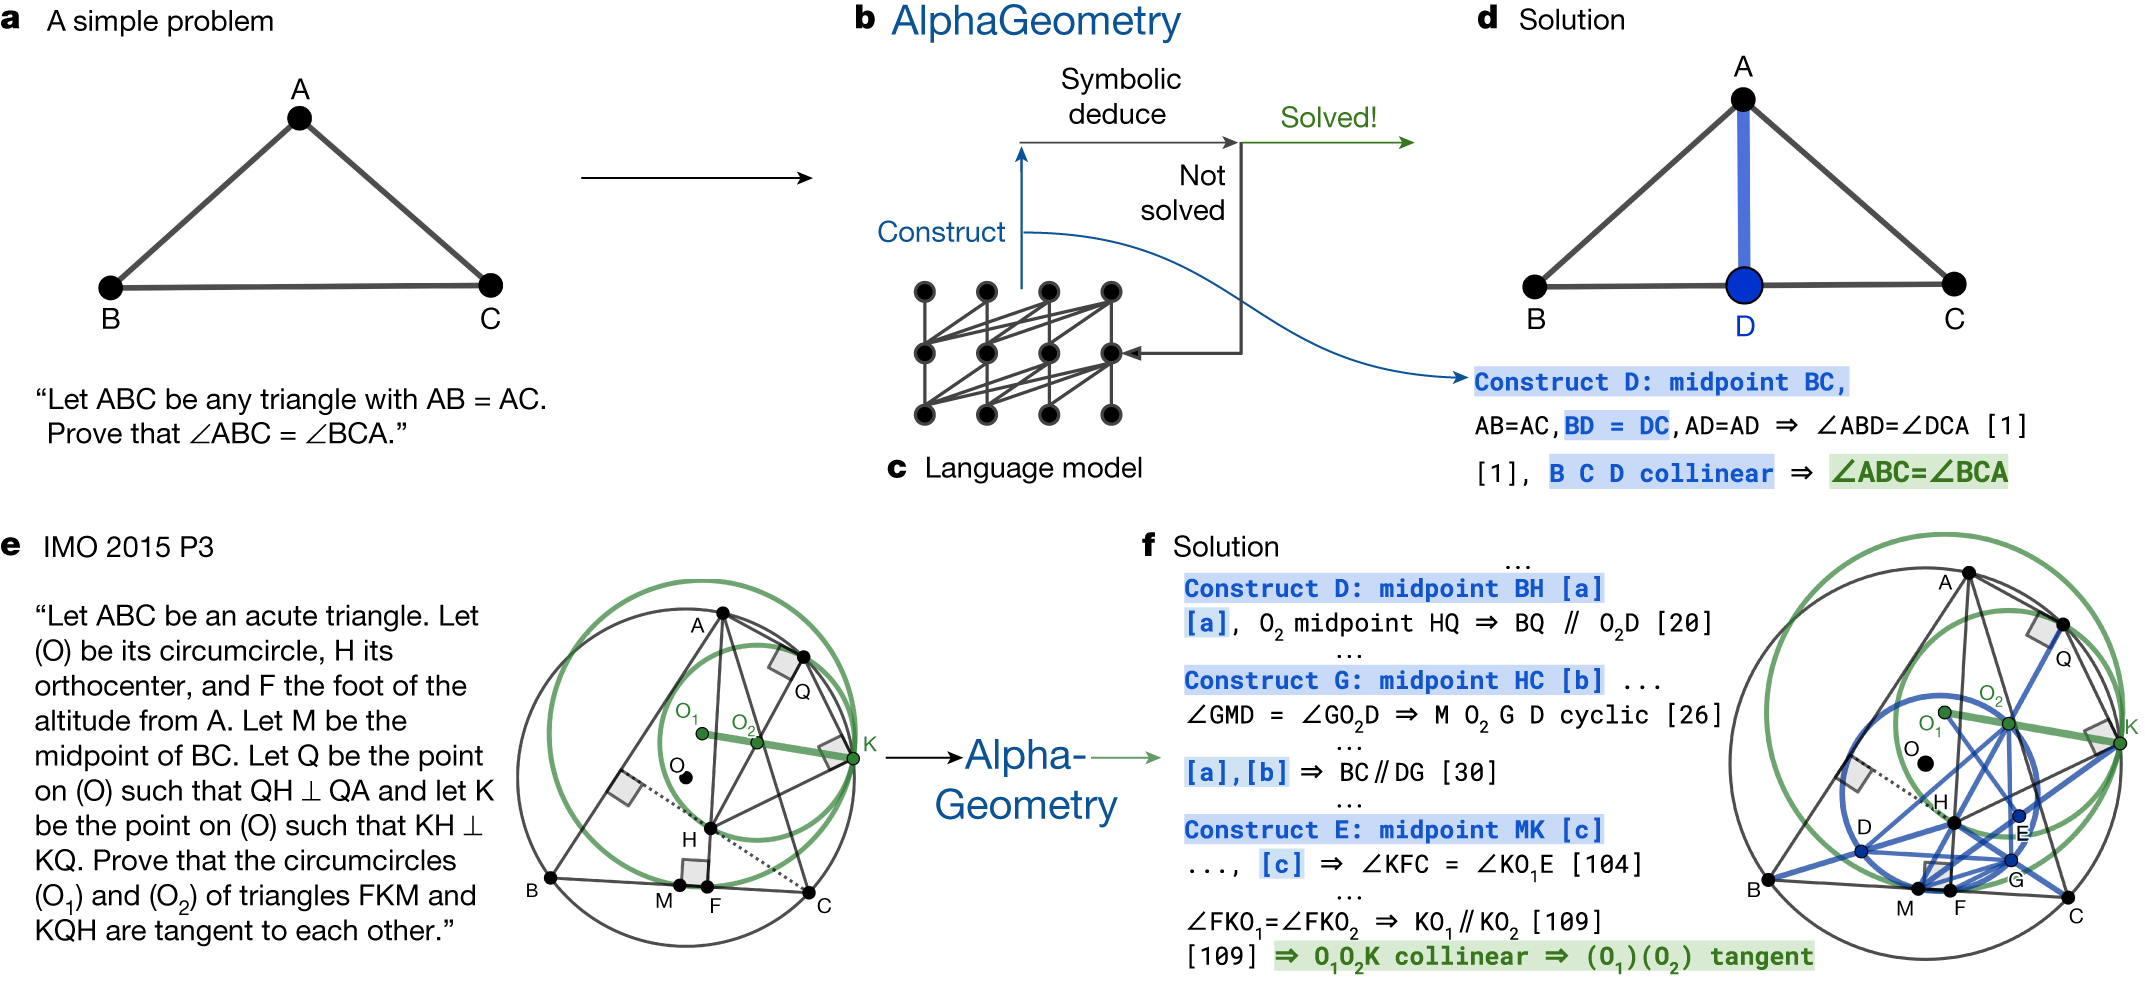 a A simple problem
A
B
C
“Let ABC be any triangle with AB = AC.
Prove that ∠ABC = ∠BCA.”
b AlphaGeometry
Symbolic
deduce
Solved!
Not
solved
Construct
c Language model
d Solution
A
B
D
C
Construct D: midpoint BC,
AB=AC, BD = DC, AD=AD ⇒ ∠ABD=∠DCA [1]
[1], B C D collinear ⇒ ∠ABC=∠BCA
e IMO 2015 P3
“Let ABC be an acute triangle. Let
(O) be its circumcircle, H its
orthocenter, and F the foot of the
altitude from A. Let M be the
midpoint of BC. Let Q be the point
on (O) such that QH ⊥ QA and let K
be the point on (O) such that KH ⊥
KQ. Prove that the circumcircles
(O₁) and (O₂) of triangles FKM and
KQH are tangent to each other.”
A
Q
O₁
O₂
K
O
H
B
M
F
C
Alpha-
Geometry
f Solution
...
Construct D: midpoint BH [a]
[a], O₂ midpoint HQ ⇒ BQ // O₂D [20]
...
Construct G: midpoint HC [b] ...
∠GMD = ∠GO₂D ⇒ M O₂ G D cyclic [26]
...
[a],[b] ⇒ BC//DG [30]
...
Construct E: midpoint MK [c]
..., [c] ⇒ ∠KFC = ∠KO₁E [104]
...
∠FKO₁=∠FKO₂ ⇒ KO₁//KO₂ [109]
[109] ⇒ O₁O₂K collinear ⇒ (O₁)(O₂) tangent
A
Q
O₂
O₁
K
O
H
D
E
G
B
M
F
C